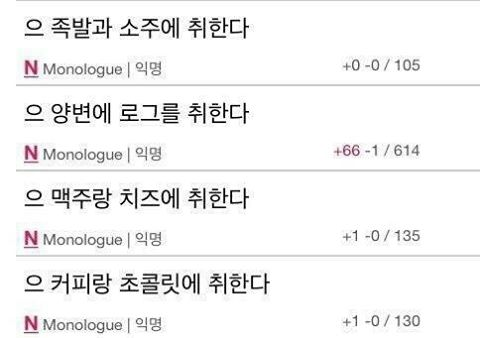 으 족발과 소주에 취한다
N Monologue | 익명 +0 -0 / 105
으 양변에 로그를 취한다
N Monologue | 익명 +66 -1 / 614
으 맥주랑 치즈에 취한다
N Monologue | 익명 +1 -0 / 135
으 커피랑 초콜릿에 취한다
N Monologue | 익명 +1 -0 / 130